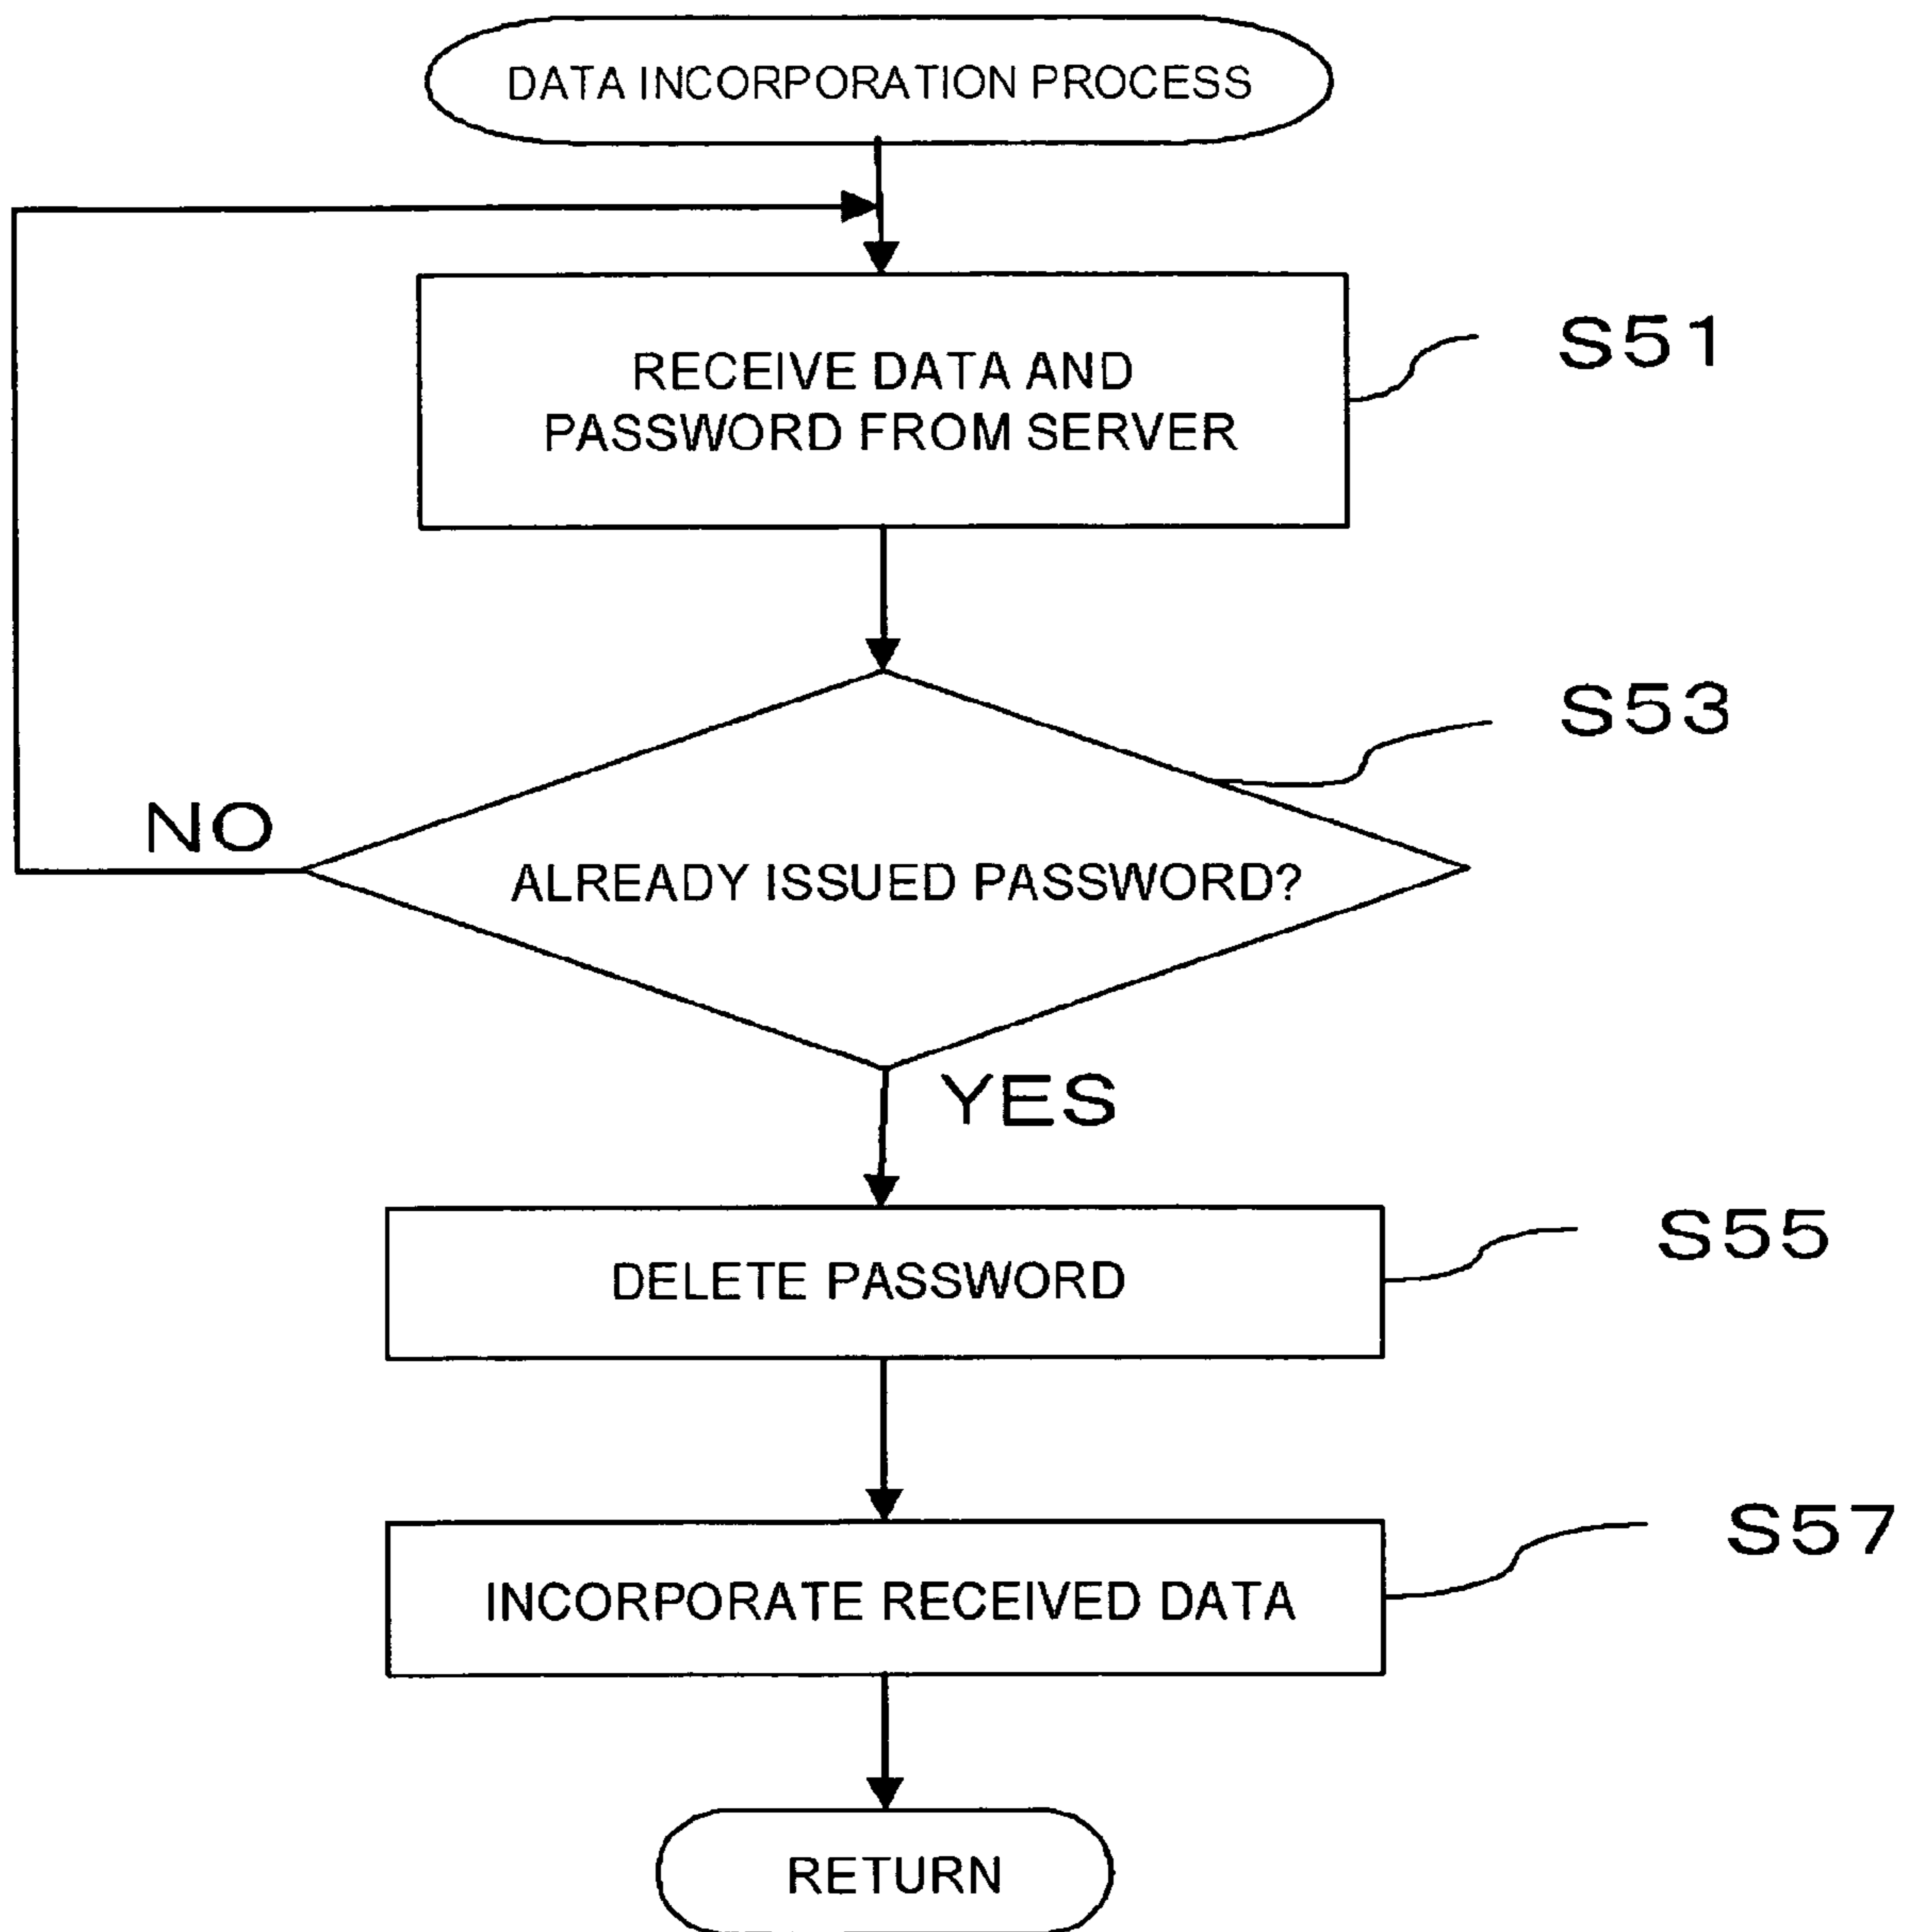 DATA INCORPORATION PROCESS
RECEIVE DATA AND
PASSWORD FROM SERVER
S51
S53
NO
ALREADY ISSUED PASSWORD?
YES
DELETE PASSWORD
S55
INCORPORATE RECEIVED DATA
S57
RETURN